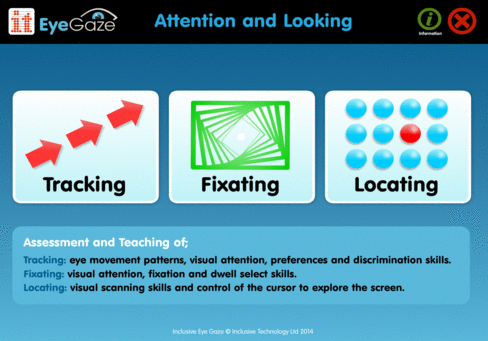 it EyeGaze
Attention and Looking
Information
Tracking
Fixating
Locating
Assessment and Teaching of;
Tracking: eye movement patterns, visual attention, preferences and discrimination skills.
Fixating: visual attention, fixation and dwell select skills.
Locating: visual scanning skills and control of the cursor to explore the screen.
Inclusive Eye Gaze © Inclusive Technology Ltd 2014